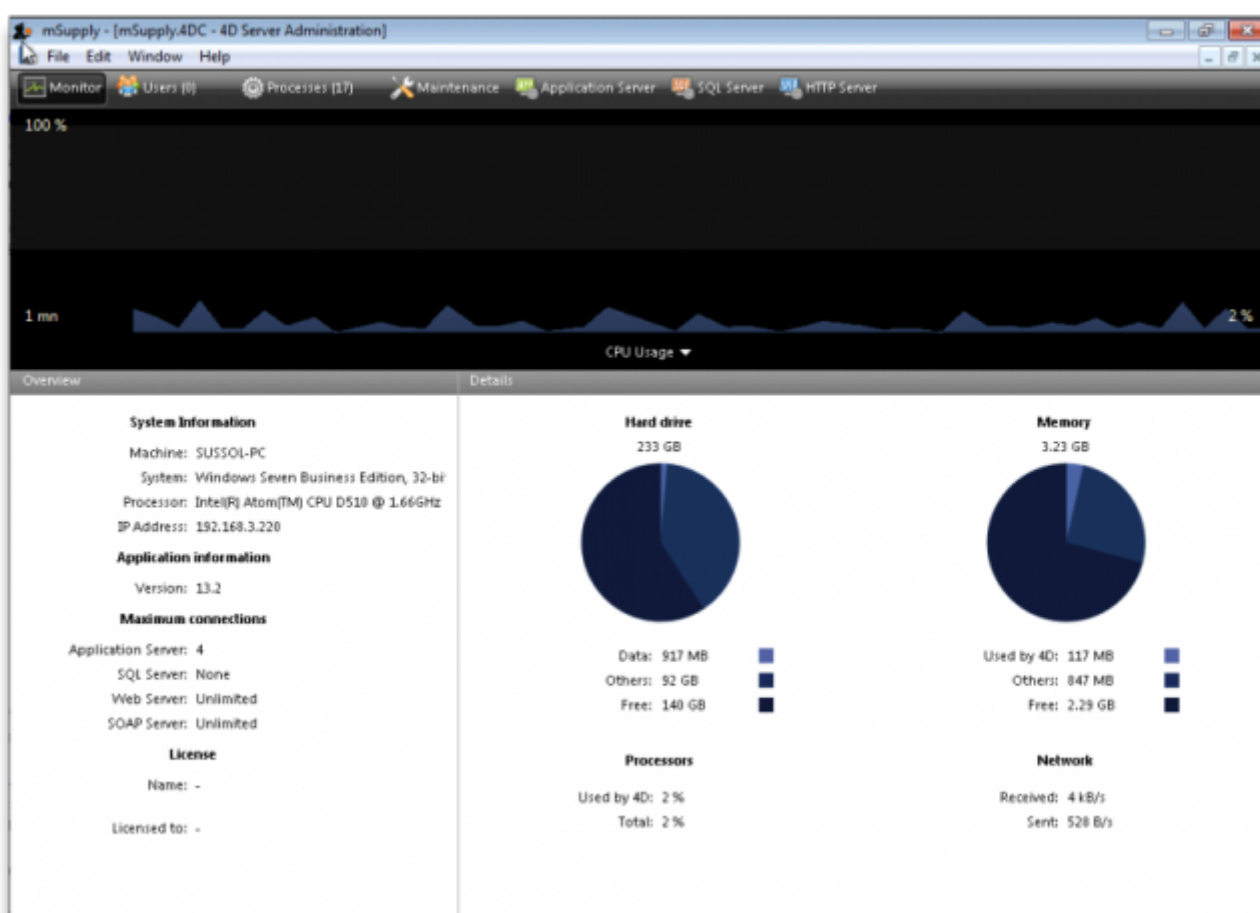 mSupply - [mSupply.4DC - 4D Server Administration]
File Edit Window Help
Monitor Users (0) Processes (17) Maintenance Application Server SQL Server HTTP Server
100 %
1 mn
2 %
CPU Usage
Overview
Details
System Information
Machine: SUSSOL-PC
System: Windows Seven Business Edition, 32-bi
Processor: Intel(R) Atom(TM) CPU D510 @ 1.66GHz
IP Address: 192.168.3.220
Application information
Version: 13.2
Maximum connections
Application Server: 4
SQL Server: None
Web Server: Unlimited
SOAP Server: Unlimited
License
Name: -
Licensed to: -
Hard drive
233 GB
Data: 917 MB
Others: 92 GB
Free: 140 GB
Memory
3.23 GB
Used by 4D: 117 MB
Others: 847 MB
Free: 2.29 GB
Processors
Used by 4D: 2 %
Total: 2 %
Network
Received: 4 kB/s
Sent: 528 B/s